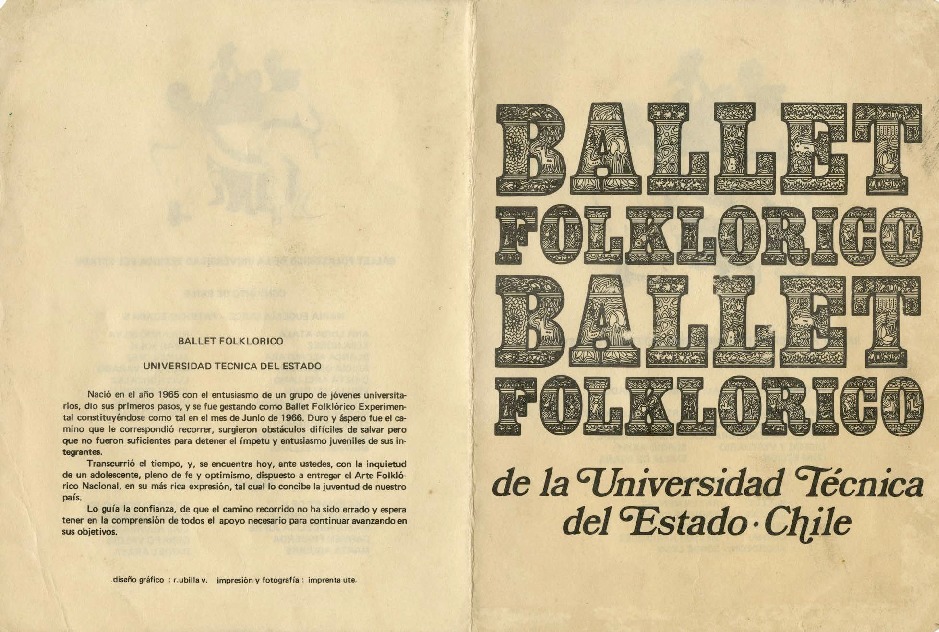 BALLET FOLKLORICO
UNIVERSIDAD TECNICA DEL ESTADO
Nació en el año 1965 con el entusiasmo de un grupo de jóvenes universita-
rios, dio sus primeros pasos, y se fue gestando como Ballet Folklórico Experimen-
tal constituyéndose como tal en el mes de Junio de 1966. Duro y áspero fue el ca-
mino que le correspondió recorrer, surgieron obstáculos difíciles de salvar pero
que no fueron suficientes para detener el ímpetu y entusiasmo juveniles de sus in-
tegrantes.
Transcurrió el tiempo, y, se encuentra hoy, ante ustedes, con la inquietud
de un adolescente, pleno de fe y optimismo, dispuesto a entregar el Arte Folkló-
rico Nacional, en su más rica expresión, tal cual lo concibe la juventud de nuestro
país.
Lo guía la confianza, de que el camino recorrido no ha sido errado y espera
tener en la comprensión de todos el apoyo necesario para continuar avanzando en
sus objetivos.
diseño gráfico : r.ubilla v. impresión y fotografía : imprenta ute.
BALLET
FOLKLORICO
BALLET
FOLKLORICO
de la Universidad Técnica
del Estado · Chile